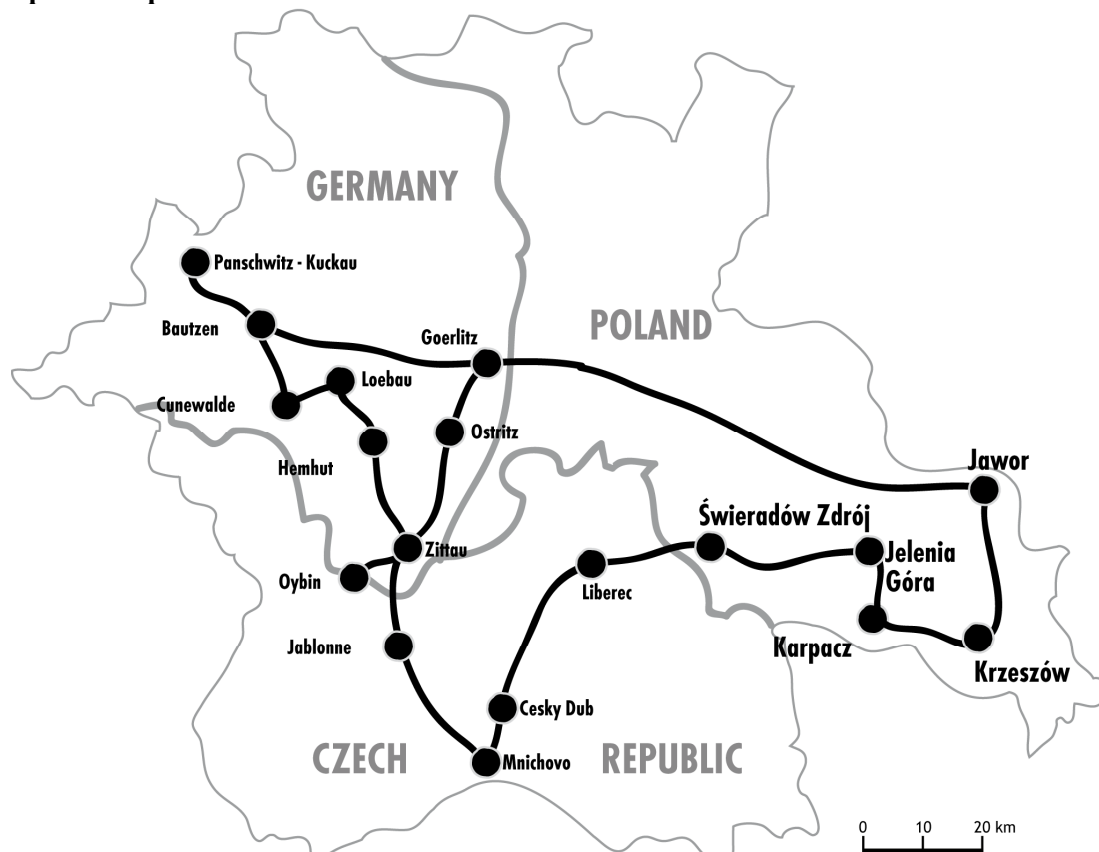 GERMANY
Panschwitz - Kuckau
POLAND
Bautzen
Goerlitz
Loebau
Cunewalde
Ostritz
Hemhut
Jawor
Świeradów Zdrój
Zittau
Jelenia
Góra
Oybin
Liberec
Jablonne
Karpacz
Krzeszów
Cesky Dub
CZECH
REPUBLIC
Mnichovo
0 10 20 km